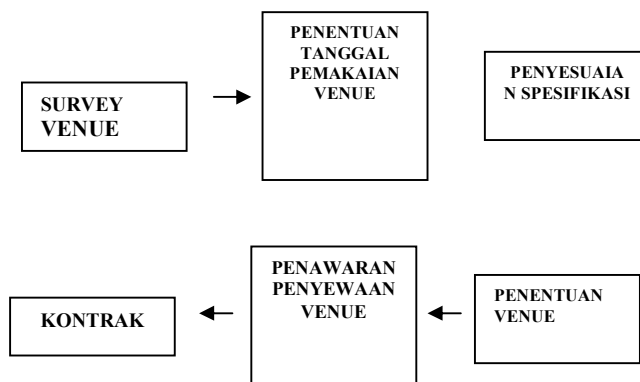 SURVEY
VENUE
PENENTUAN
TANGGAL
PEMAKAIAN
VENUE
PENYESUAIA
N SPESIFIKASI
KONTRAK
PENAWARAN
PENYEWAAN
VENUE
PENENTUAN
VENUE